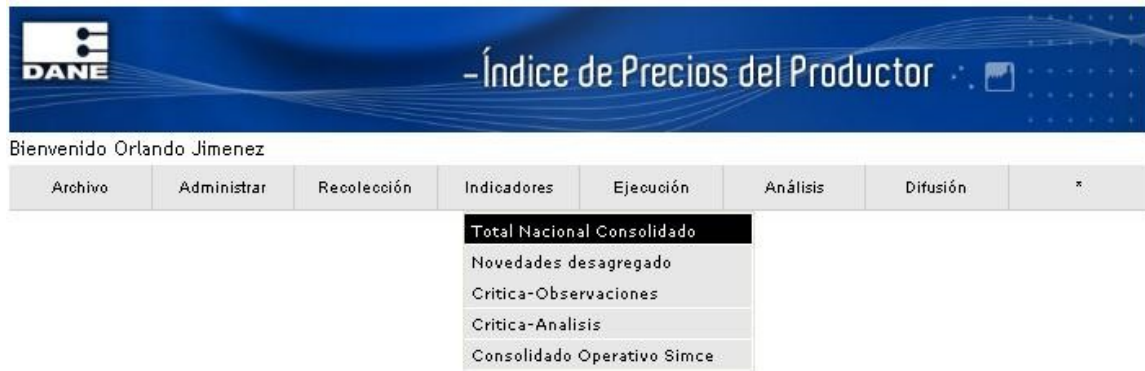 DANE
-Índice de Precios del Productor
Bienvenido Orlando Jimenez
Archivo Administrar Recolección Indicadores Ejecución Análisis Difusión *
Total Nacional Consolidado
Novedades desagregado
Critica-Observaciones
Critica-Analisis
Consolidado Operativo Simce